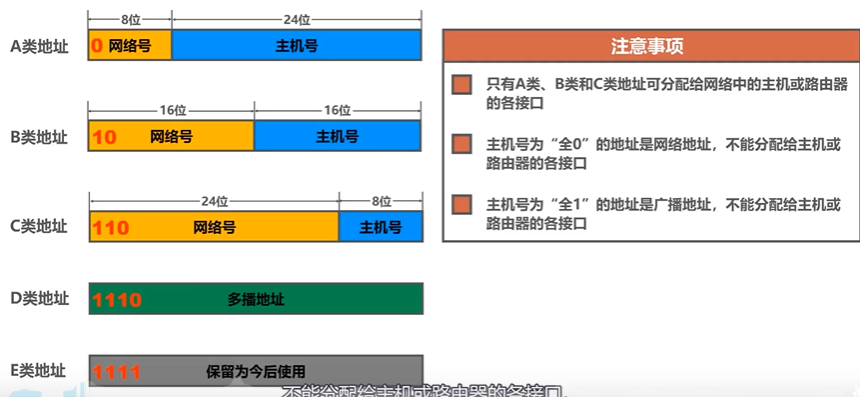 8位 24位
A类地址 0 网络号 主机号
16位 16位
B类地址 10 网络号 主机号
24位 8位
C类地址 110 网络号 主机号
D类地址 1110 多播地址
E类地址 1111 保留为今后使用
注意事项
只有A类、B类和C类地址可分配给网络中的主机或路由器
的各接口
主机号为“全0”的地址是网络地址，不能分配给主机或
路由器的各接口
主机号为“全1”的地址是广播地址，不能分配给主机或
路由器的各接口
不能分配给主机或路由器的各接口。